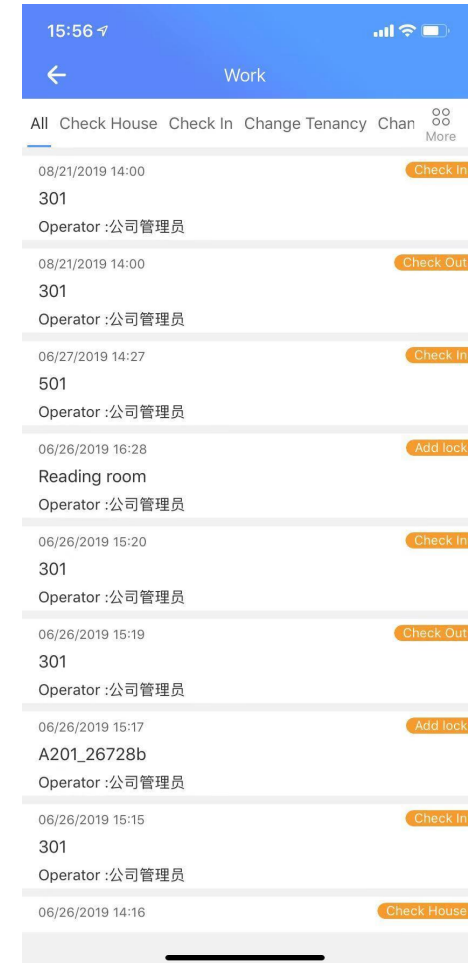 15:56
Work
All Check House Check In Change Tenancy Chan More
08/21/2019 14:00 Check In
301
Operator :公司管理员
08/21/2019 14:00 Check Out
301
Operator :公司管理员
06/27/2019 14:27 Check In
501
Operator :公司管理员
06/26/2019 16:28 Add lock
Reading room
Operator :公司管理员
06/26/2019 15:20 Check In
301
Operator :公司管理员
06/26/2019 15:19 Check Out
301
Operator :公司管理员
06/26/2019 15:17 Add lock
A201_26728b
Operator :公司管理员
06/26/2019 15:15 Check In
301
Operator :公司管理员
06/26/2019 14:16 Check House